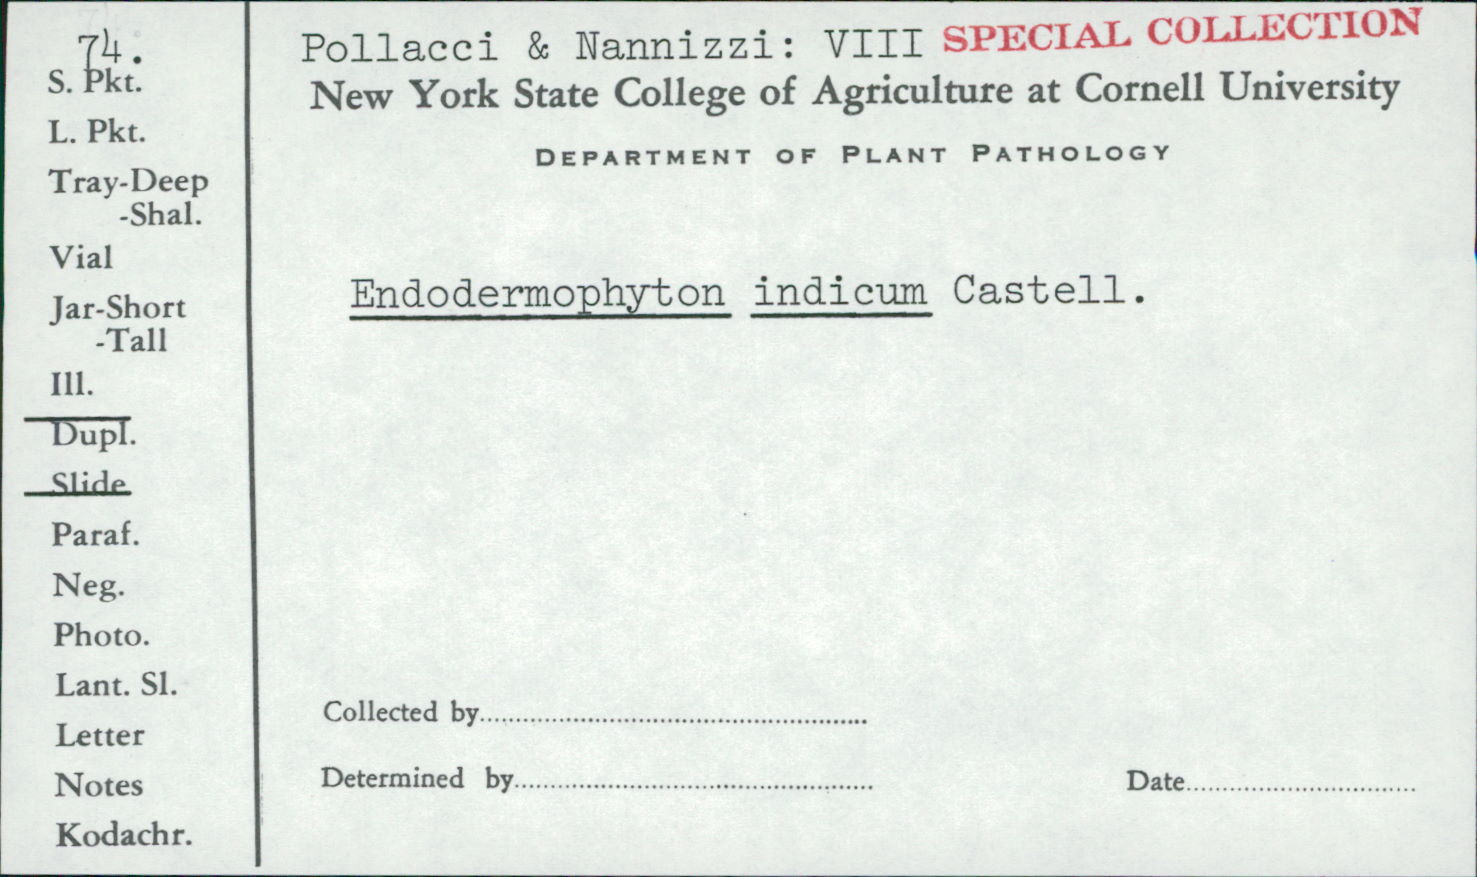 74.
S. Pkt.
L. Pkt.
Tray-Deep
-Shal.
Vial
Jar-Short
-Tall
Ill.
Dupl.
Slide
Paraf.
Neg.
Photo.
Lant. Sl.
Letter
Notes
Kodachr.
Pollacci & Nannizzi: VIII SPECIAL COLLECTION
New York State College of Agriculture at Cornell University
DEPARTMENT OF PLANT PATHOLOGY
Endodermophyton indicum Castell.
Collected by
Determined by
Date